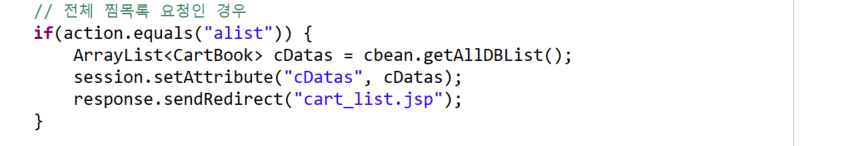 // 전체 찜목록 요청인 경우
if(action.equals("alist")) {
ArrayList<CartBook> cDatas = cbean.getAllDBList();
session.setAttribute("cDatas", cDatas);
response.sendRedirect("cart_list.jsp");
}